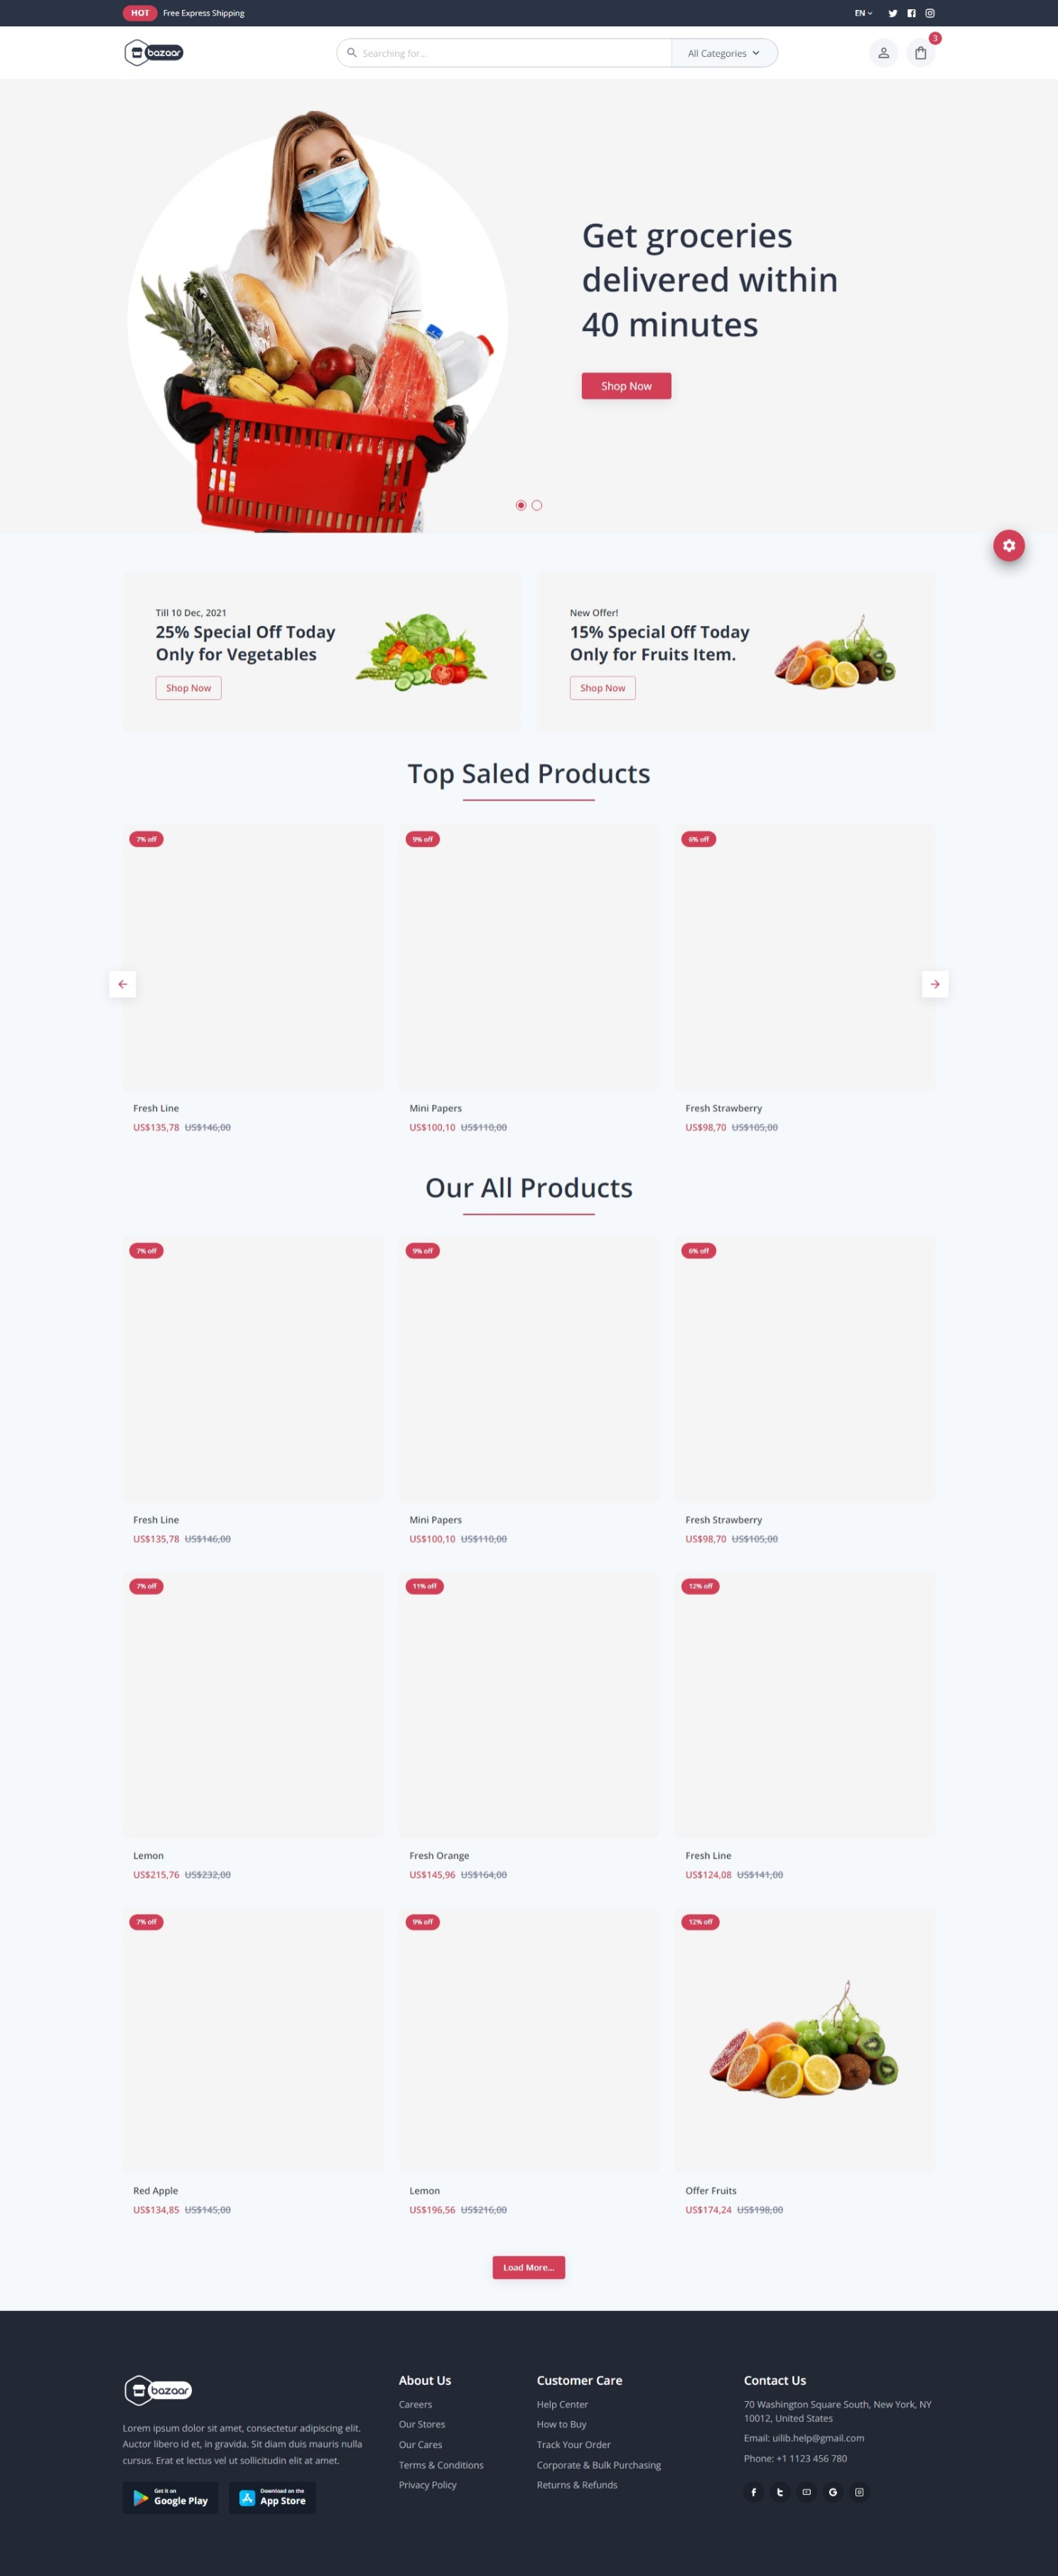 HOT Free Express Shipping
EN
bazaar
Searching for...
All Categories
3
Get groceries
delivered within
40 minutes
Shop Now
Till 10 Dec, 2021
25% Special Off Today
Only for Vegetables
Shop Now
New Offer!
15% Special Off Today
Only for Fruits Item.
Shop Now
Top Saled Products
7% off
9% off
6% off
Fresh Line
US$135,78 US$146,00
Mini Papers
US$100,10 US$110,00
Fresh Strawberry
US$98,70 US$105,00
Our All Products
7% off
9% off
6% off
Fresh Line
US$135,78 US$146,00
Mini Papers
US$100,10 US$110,00
Fresh Strawberry
US$98,70 US$105,00
7% off
11% off
12% off
Lemon
US$215,76 US$232,00
Fresh Orange
US$145,96 US$164,00
Fresh Line
US$124,08 US$141,00
7% off
9% off
12% off
Red Apple
US$134,85 US$145,00
Lemon
US$196,56 US$216,00
Offer Fruits
US$174,24 US$198,00
Load More...
bazaar
Lorem ipsum dolor sit amet, consectetur adipiscing elit.
Auctor libero id et, in gravida. Sit diam duis mauris nulla
cursus. Erat et lectus vel ut sollicitudin elit at amet.
Get it on
Google Play
Download on the
App Store
About Us
Careers
Our Stores
Our Cares
Terms & Conditions
Privacy Policy
Customer Care
Help Center
How to Buy
Track Your Order
Corporate & Bulk Purchasing
Returns & Refunds
Contact Us
70 Washington Square South, New York, NY
10012, United States
Email: uilib.help@gmail.com
Phone: +1 1123 456 780